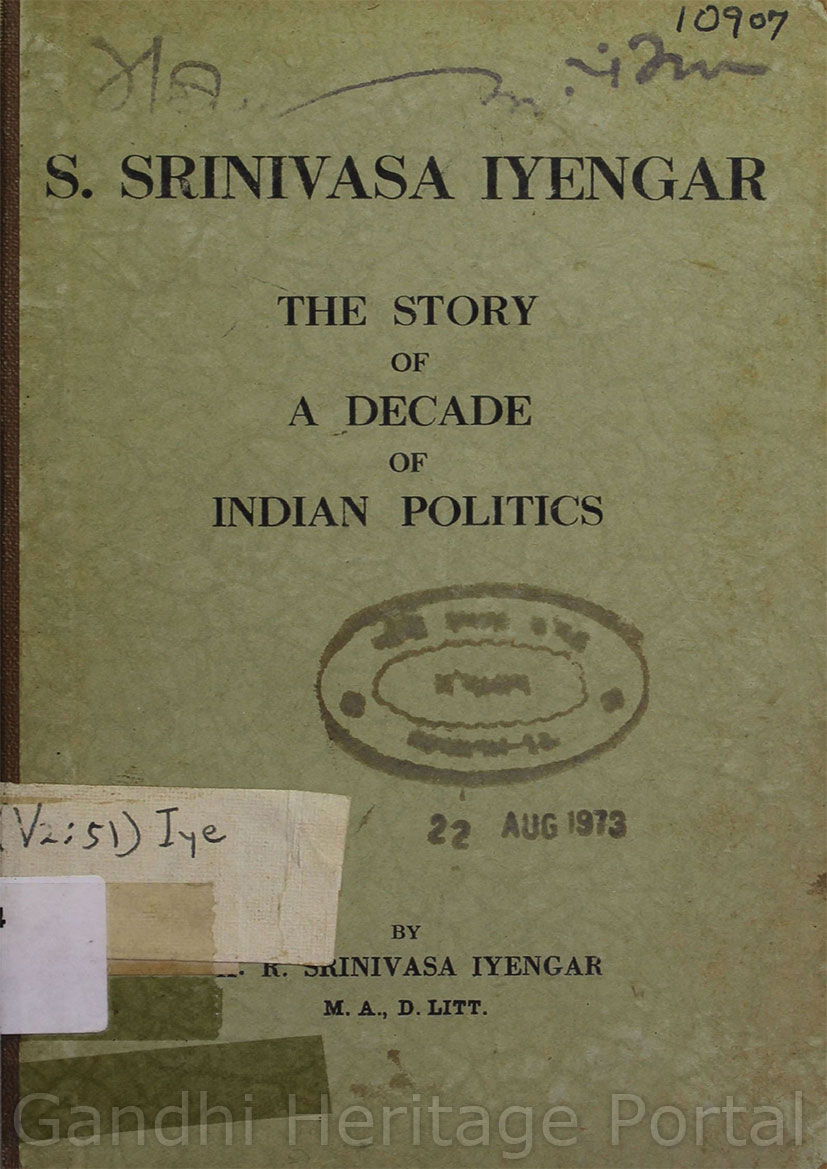 10907
S. SRINIVASA IYENGAR
THE STORY
OF
A DECADE
OF
INDIAN POLITICS
22 AUG 1973
(V2:51) Iye
BY
R. SRINIVASA IYENGAR
M. A., D. LITT.
Gandhi Heritage Portal